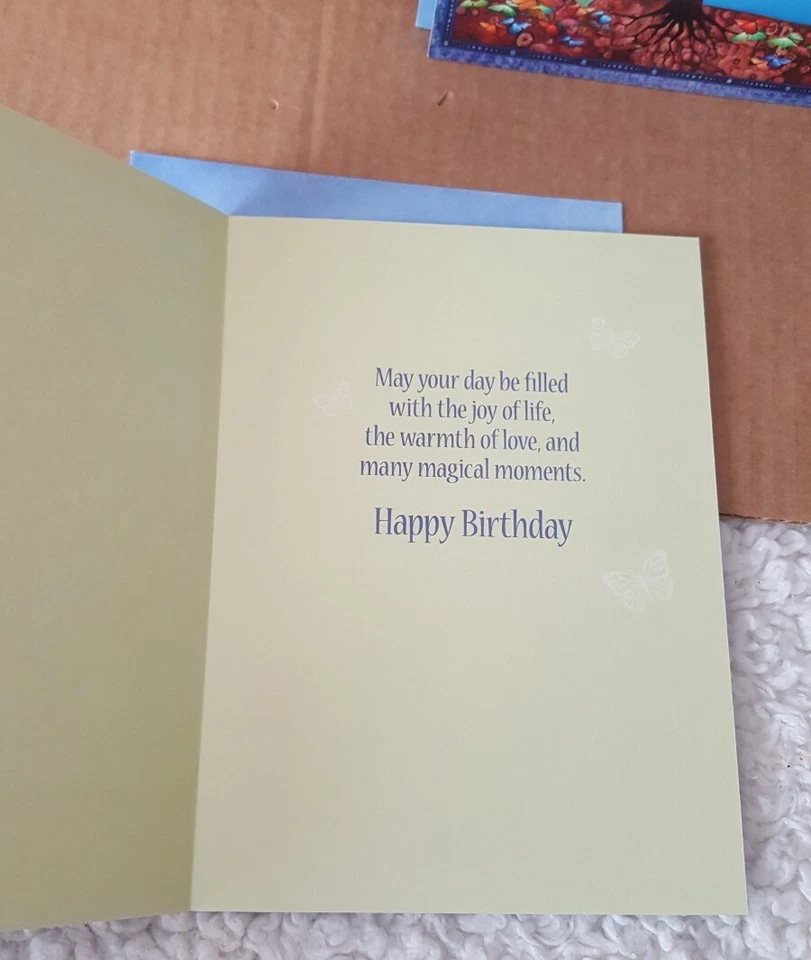 May your day be filled
with the joy of life,
the warmth of love, and
many magical moments.
Happy Birthday